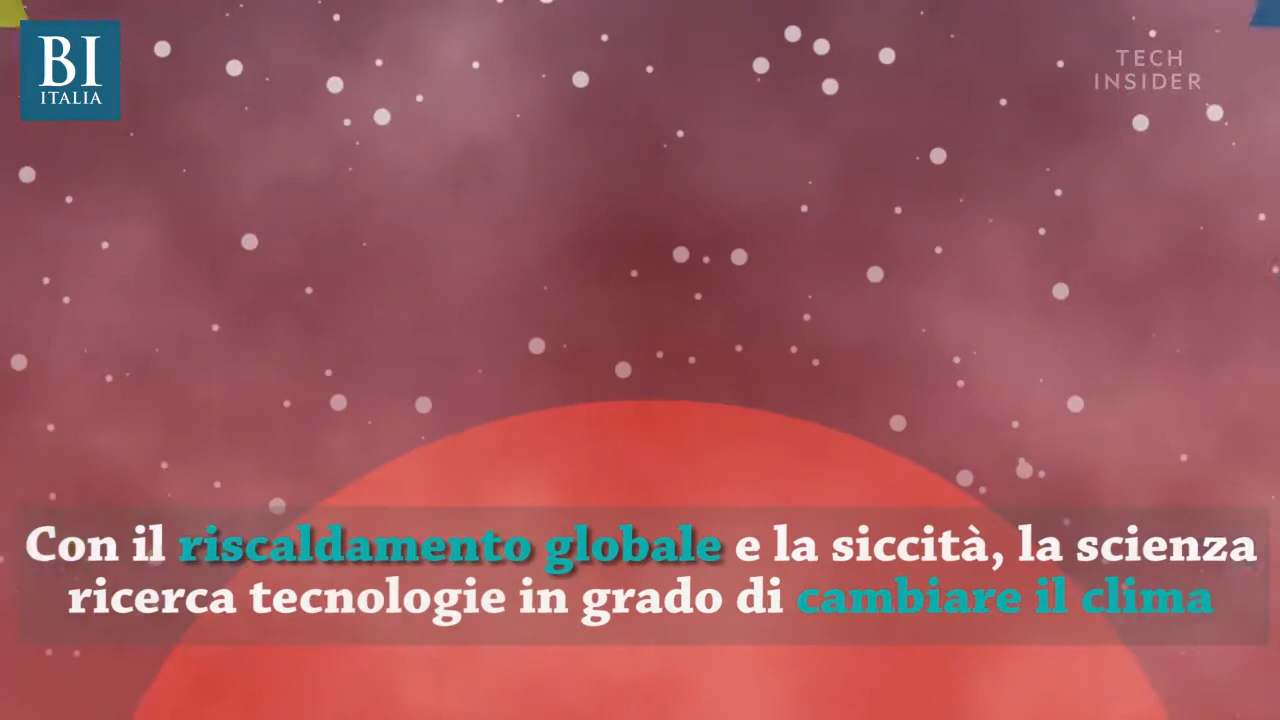 BI
ITALIA
TECH
INSIDER
Con il riscaldamento globale e la siccità, la scienza
ricerca tecnologie in grado di cambiare il clima